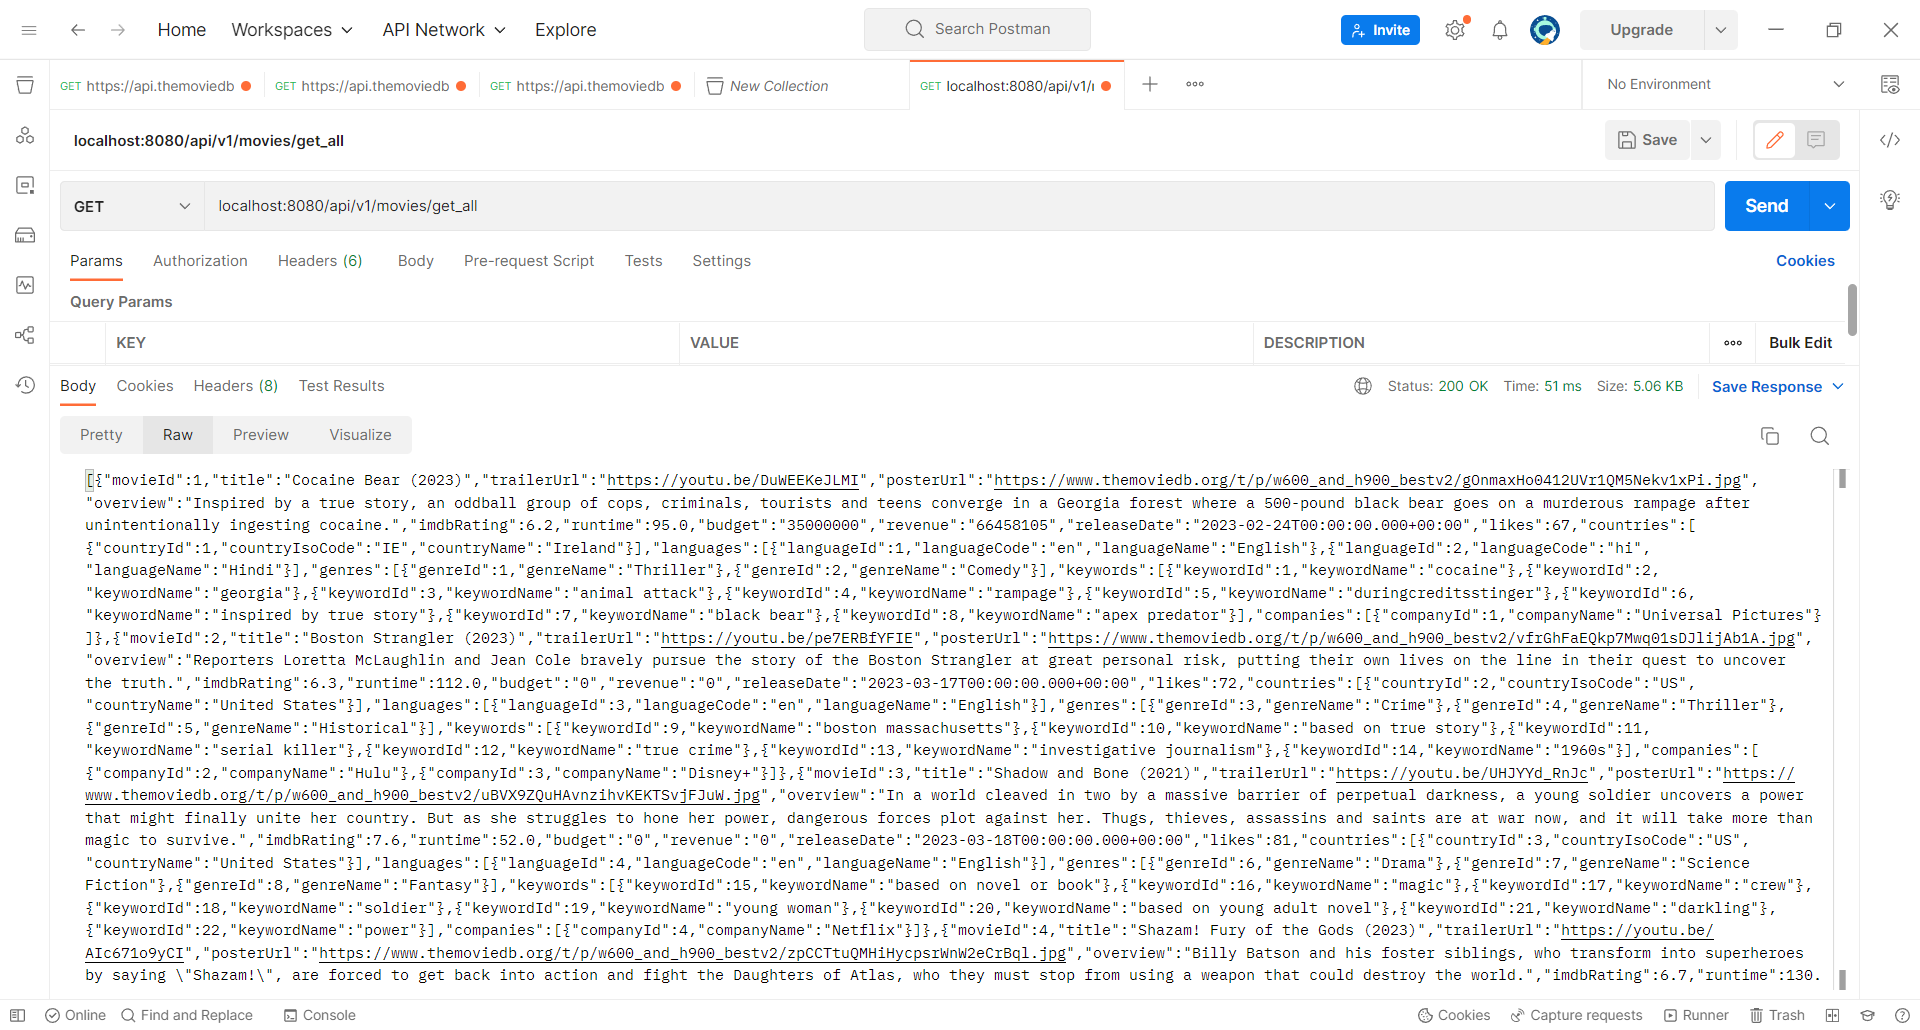 Home Workspaces API Network Explore Search Postman Invite Upgrade
GET https://api.themoviedb GET https://api.themoviedb GET https://api.themoviedb New Collection GET localhost:8080/api/v1/ No Environment
localhost:8080/api/v1/movies/get_all Save
GET localhost:8080/api/v1/movies/get_all Send
Params Authorization Headers (6) Body Pre-request Script Tests Settings Cookies
Query Params
KEY VALUE DESCRIPTION Bulk Edit
Body Cookies Headers (8) Test Results Status: 200 OK Time: 51 ms Size: 5.06 KB Save Response
Pretty Raw Preview Visualize
[{"movieId":1,"title":"Cocaine Bear (2023)","trailerUrl":"https://youtu.be/DuWEEKeJLMI","posterUrl":"https://www.themoviedb.org/t/p/w600_and_h900_bestv2/gOnmaxHo0412UVr1QM5Nekv1xPi.jpg",
"overview":"Inspired by a true story, an oddball group of cops, criminals, tourists and teens converge in a Georgia forest where a 500-pound black bear goes on a murderous rampage after
unintentionally ingesting cocaine.","imdbRating":6.2,"runtime":95.0,"budget":"35000000","revenue":"66458105","releaseDate":"2023-02-24T00:00:00.000+00:00","likes":67,"countries":[
{"countryId":1,"countryIsoCode":"IE","countryName":"Ireland"}],"languages":[{"languageId":1,"languageCode":"en","languageName":"English"},{"languageId":2,"languageCode":"hi",
"languageName":"Hindi"}],"genres":[{"genreId":1,"genreName":"Thriller"},{"genreId":2,"genreName":"Comedy"}],"keywords":[{"keywordId":1,"keywordName":"cocaine"},{"keywordId":2,
"keywordName":"georgia"},{"keywordId":3,"keywordName":"animal attack"},{"keywordId":4,"keywordName":"rampage"},{"keywordId":5,"keywordName":"duringcreditsstinger"},{"keywordId":6,
"keywordName":"inspired by true story"},{"keywordId":7,"keywordName":"black bear"},{"keywordId":8,"keywordName":"apex predator"}],"companies":[{"companyId":1,"companyName":"Universal Pictures"}
]},{"movieId":2,"title":"Boston Strangler (2023)","trailerUrl":"https://youtu.be/pe7ERBfYFIE","posterUrl":"https://www.themoviedb.org/t/p/w600_and_h900_bestv2/vfrGhFaEQkp7Mwq01sDJlijAb1A.jpg",
"overview":"Reporters Loretta McLaughlin and Jean Cole bravely pursue the story of the Boston Strangler at great personal risk, putting their own lives on the line in their quest to uncover
the truth.","imdbRating":6.3,"runtime":112.0,"budget":"0","revenue":"0","releaseDate":"2023-03-17T00:00:00.000+00:00","likes":72,"countries":[{"countryId":2,"countryIsoCode":"US",
"countryName":"United States"}],"languages":[{"languageId":3,"languageCode":"en","languageName":"English"}],"genres":[{"genreId":3,"genreName":"Crime"},{"genreId":4,"genreName":"Thriller"},
{"genreId":5,"genreName":"Historical"}],"keywords":[{"keywordId":9,"keywordName":"boston massachusetts"},{"keywordId":10,"keywordName":"based on true story"},{"keywordId":11,
"keywordName":"serial killer"},{"keywordId":12,"keywordName":"true crime"},{"keywordId":13,"keywordName":"investigative journalism"},{"keywordId":14,"keywordName":"1960s"}],"companies":[
{"companyId":2,"companyName":"Hulu"},{"companyId":3,"companyName":"Disney+"}]},{"movieId":3,"title":"Shadow and Bone (2021)","trailerUrl":"https://youtu.be/UHJYYd_RnJc","posterUrl":"https://
www.themoviedb.org/t/p/w600_and_h900_bestv2/uBVX9ZQuHAvnzihvKEKTSvjFJuW.jpg","overview":"In a world cleaved in two by a massive barrier of perpetual darkness, a young soldier uncovers a power
that might finally unite her country. But as she struggles to hone her power, dangerous forces plot against her. Thugs, thieves, assassins and saints are at war now, and it will take more than
magic to survive.","imdbRating":7.6,"runtime":52.0,"budget":"0","revenue":"0","releaseDate":"2023-03-18T00:00:00.000+00:00","likes":81,"countries":[{"countryId":3,"countryIsoCode":"US",
"countryName":"United States"}],"languages":[{"languageId":4,"languageCode":"en","languageName":"English"}],"genres":[{"genreId":6,"genreName":"Drama"},{"genreId":7,"genreName":"Science
Fiction"},{"genreId":8,"genreName":"Fantasy"}],"keywords":[{"keywordId":15,"keywordName":"based on novel or book"},{"keywordId":16,"keywordName":"magic"},{"keywordId":17,"keywordName":"crew"},
{"keywordId":18,"keywordName":"soldier"},{"keywordId":19,"keywordName":"young woman"},{"keywordId":20,"keywordName":"based on young adult novel"},{"keywordId":21,"keywordName":"darkling"},
{"keywordId":22,"keywordName":"power"}],"companies":[{"companyId":4,"companyName":"Netflix"}]},{"movieId":4,"title":"Shazam! Fury of the Gods (2023)","trailerUrl":"https://youtu.be/
AIc671o9yCI","posterUrl":"https://www.themoviedb.org/t/p/w600_and_h900_bestv2/zpCCTtuQMHiHycpsrWnW2eCrBql.jpg","overview":"Billy Batson and his foster siblings, who transform into superheroes
by saying \"Shazam!\", are forced to get back into action and fight the Daughters of Atlas, who they must stop from using a weapon that could destroy the world.","imdbRating":6.7,"runtime":130.
Online Find and Replace Console Cookies Capture requests Runner Trash